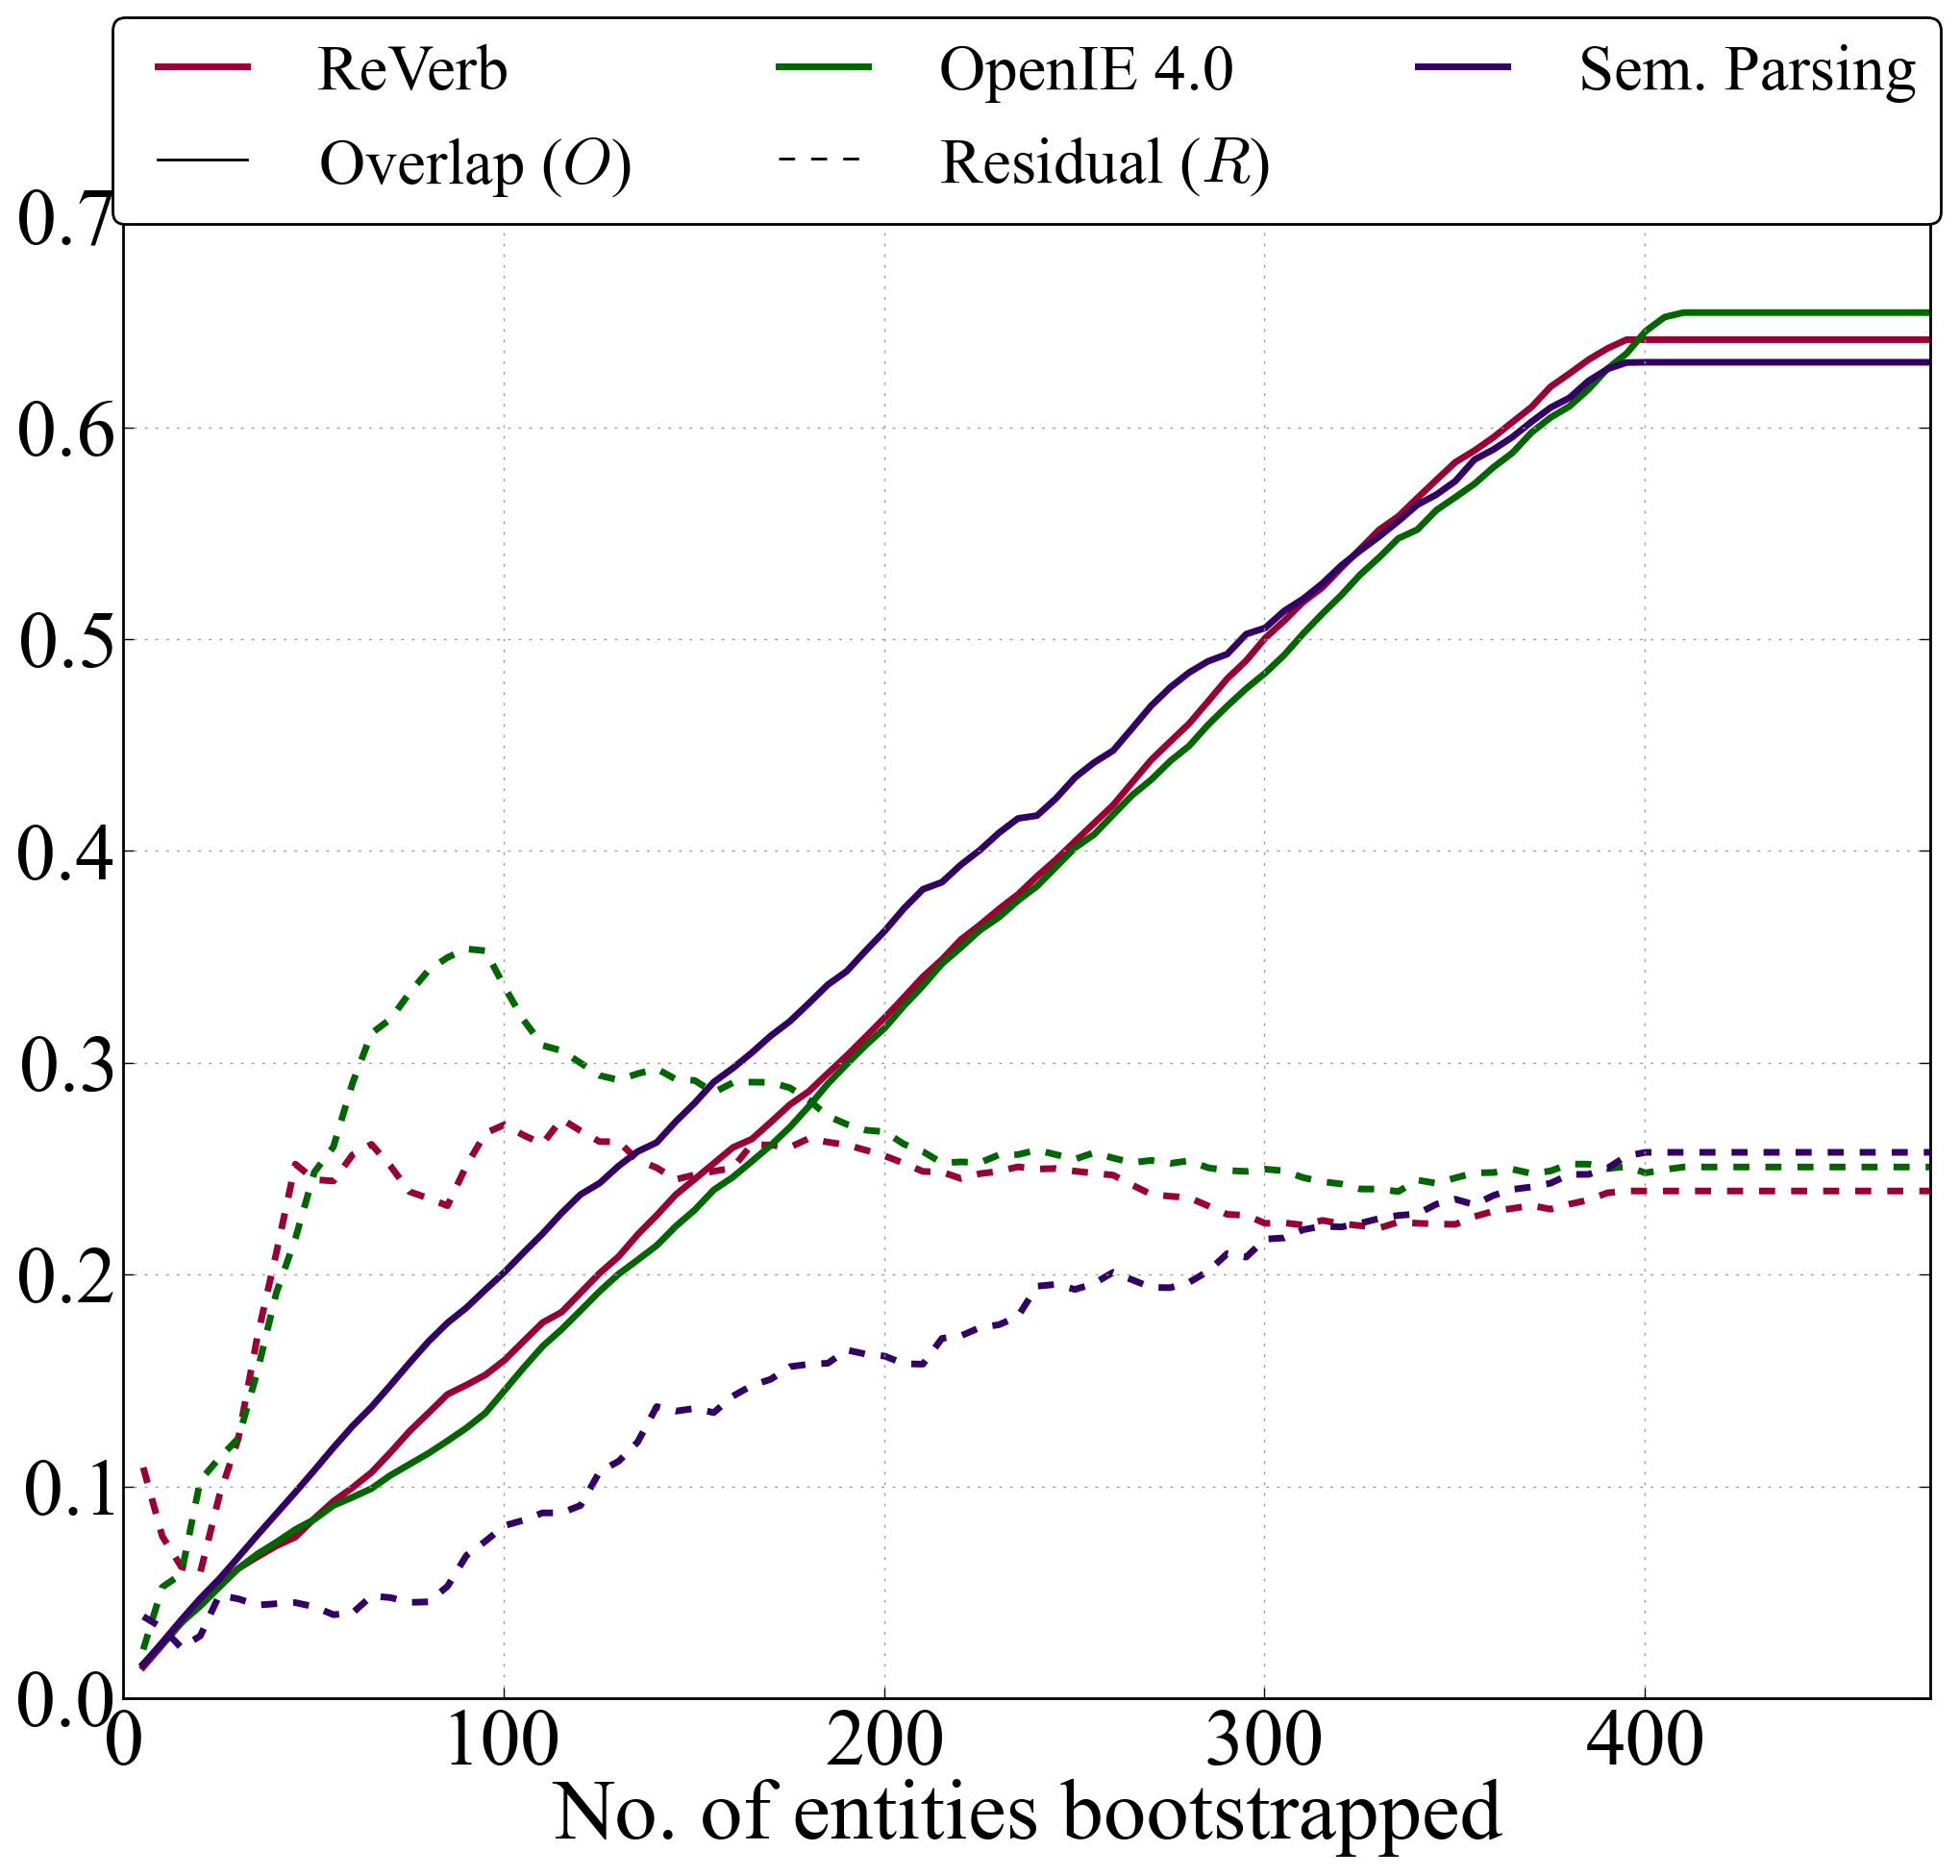 ReVerb OpenIE 4.0 Sem. Parsing
Overlap (O) Residual (R)
0.7
0.6
0.5
0.4
0.3
0.2
0.1
0.0
0 100 200 300 400
No. of entities bootstrapped